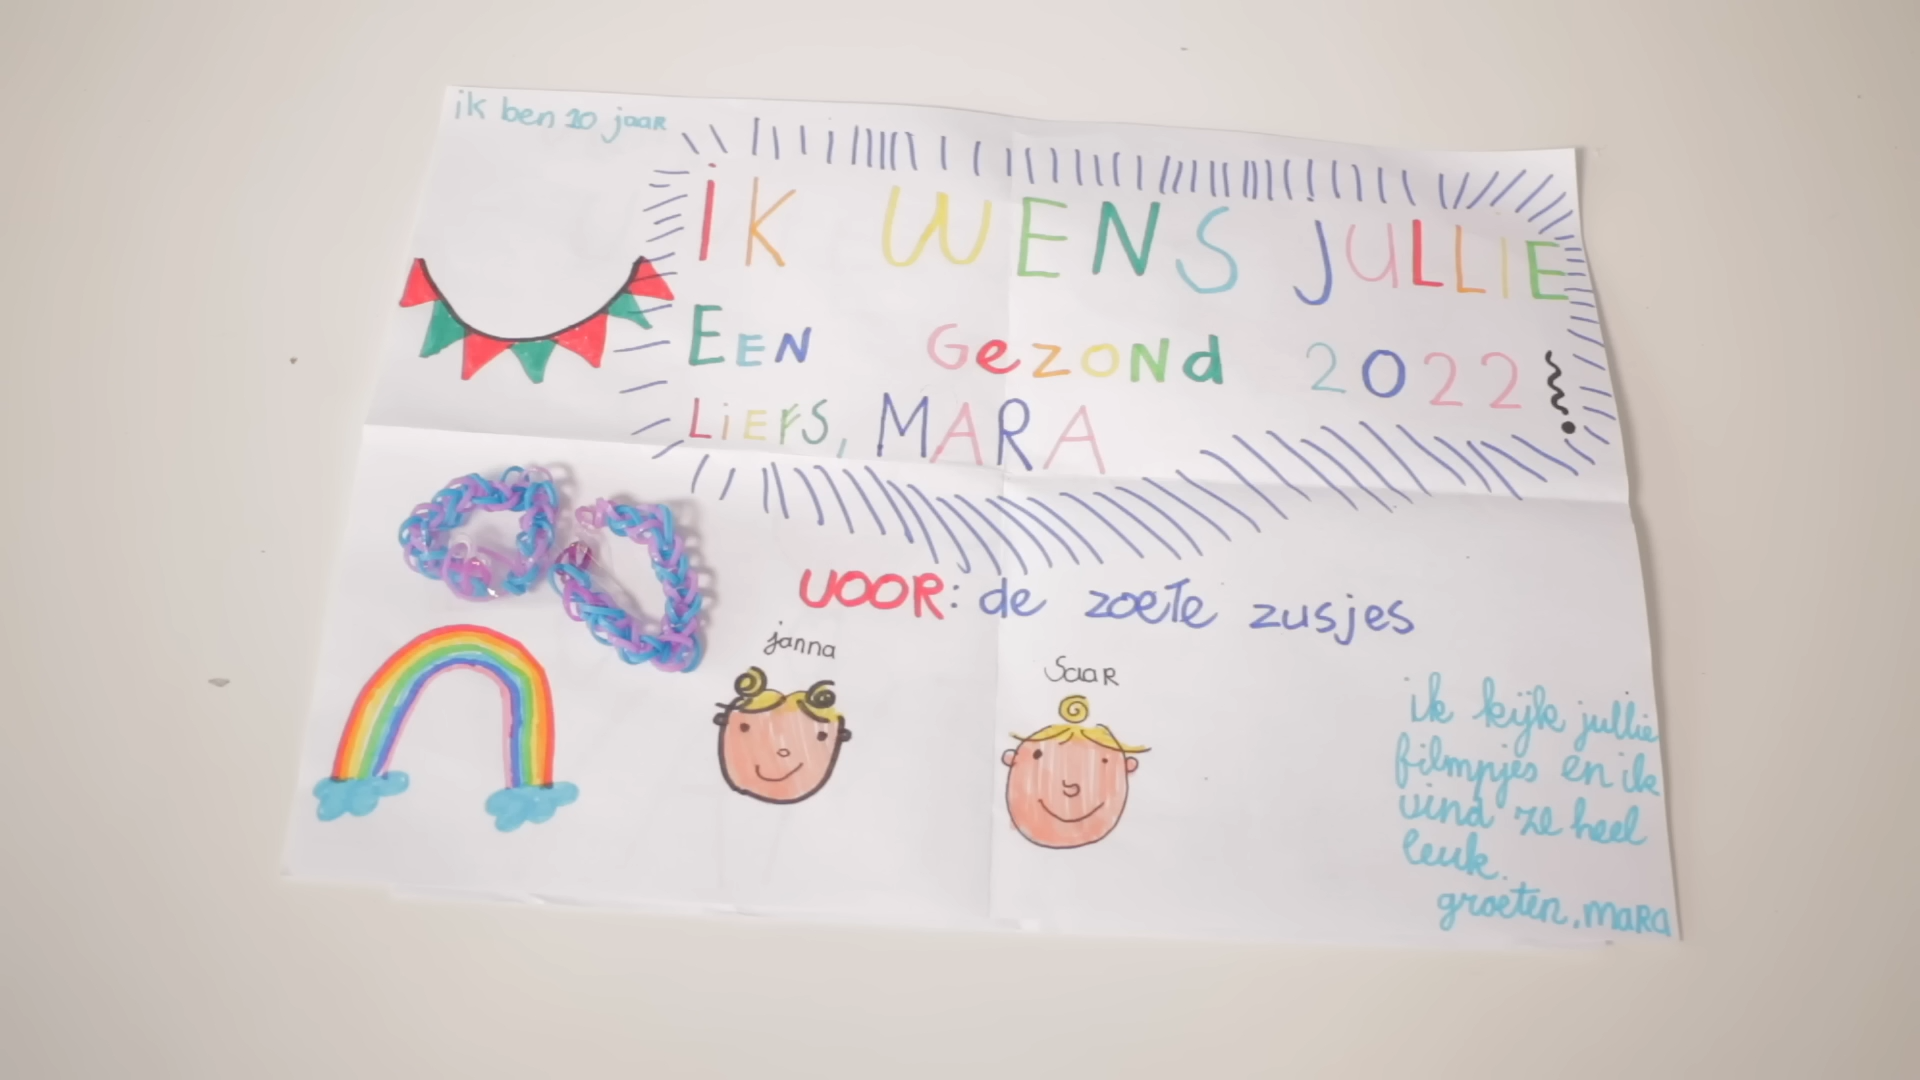 ik ben 10 jaar
iK WENS JULLIE
EEN GeZOND 2022!
LiEFS, MARA
VOOR: de zoeTe zusjes
janna
SaaR
ik kijk jullie
filmpjes en ik
vind ze heel
leuk.
groeten, maRa